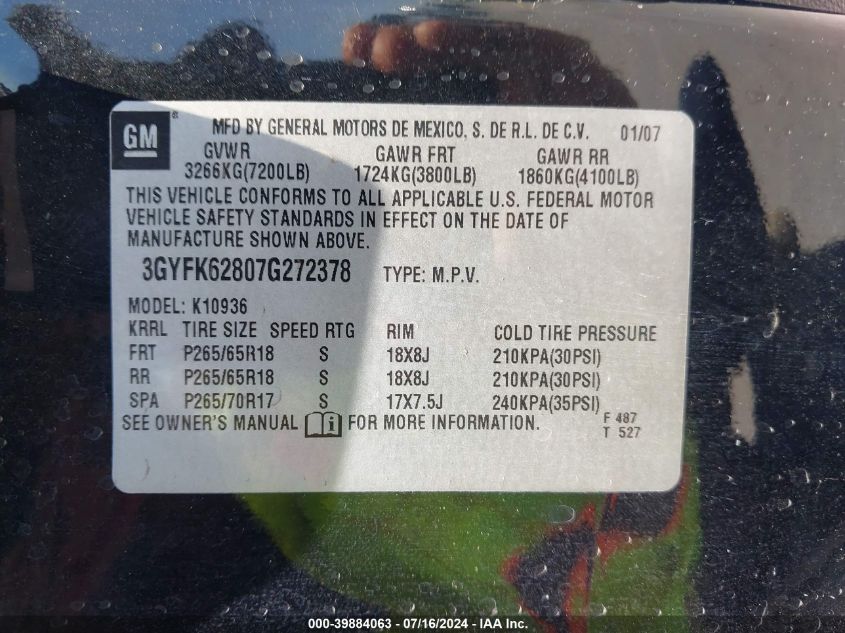 GM ® MFD BY GENERAL MOTORS DE MEXICO, S. DE R.L. DE C.V. 01/07
GVWR GAWR FRT GAWR RR
3266KG(7200LB) 1724KG(3800LB) 1860KG(4100LB)
THIS VEHICLE CONFORMS TO ALL APPLICABLE U.S. FEDERAL MOTOR
VEHICLE SAFETY STANDARDS IN EFFECT ON THE DATE OF
MANUFACTURE SHOWN ABOVE.
3GYFK62807G272378 TYPE: M.P.V.
MODEL: K10936
KRRL TIRE SIZE SPEED RTG RIM COLD TIRE PRESSURE
FRT P265/65R18 S 18X8J 210KPA(30PSI)
RR P265/65R18 S 18X8J 210KPA(30PSI)
SPA P265/70R17 S 17X7.5J 240KPA(35PSI)
SEE OWNER'S MANUAL i FOR MORE INFORMATION. F 487
T 527
000-39884063 - 07/16/2024 - IAA Inc.